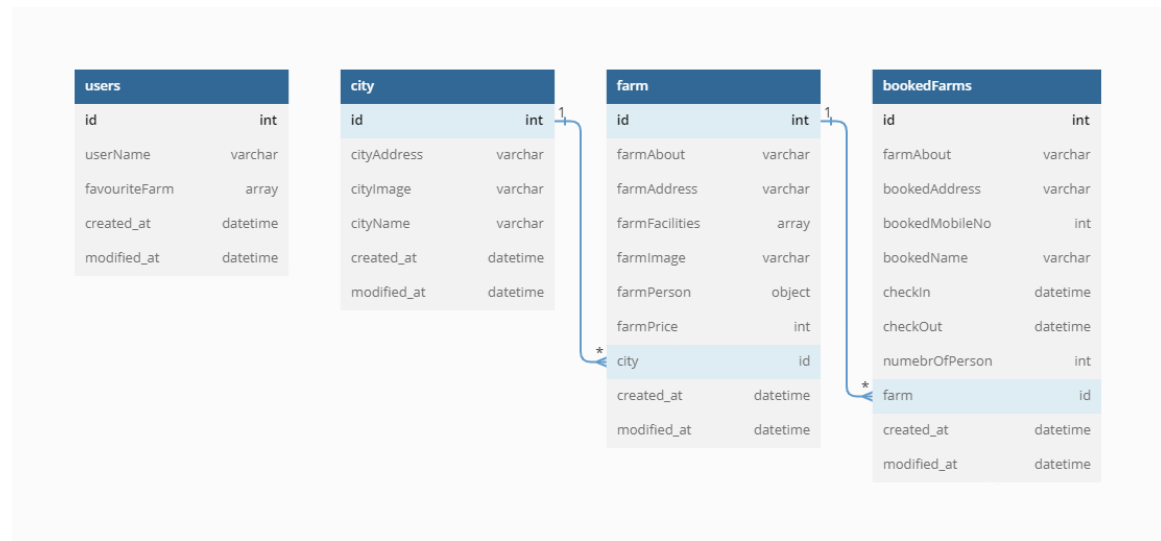 users
id int
userName varchar
favouriteFarm array
created_at datetime
modified_at datetime
city
id int
cityAddress varchar
cityImage varchar
cityName varchar
created_at datetime
modified_at datetime
1
*
farm
id int
farmAbout varchar
farmAddress varchar
farmFacilities array
farmImage varchar
farmPerson object
farmPrice int
city id
created_at datetime
modified_at datetime
1
*
bookedFarms
id int
farmAbout varchar
bookedAddress varchar
bookedMobileNo int
bookedName varchar
checkIn datetime
checkOut datetime
numebrOfPerson int
farm id
created_at datetime
modified_at datetime